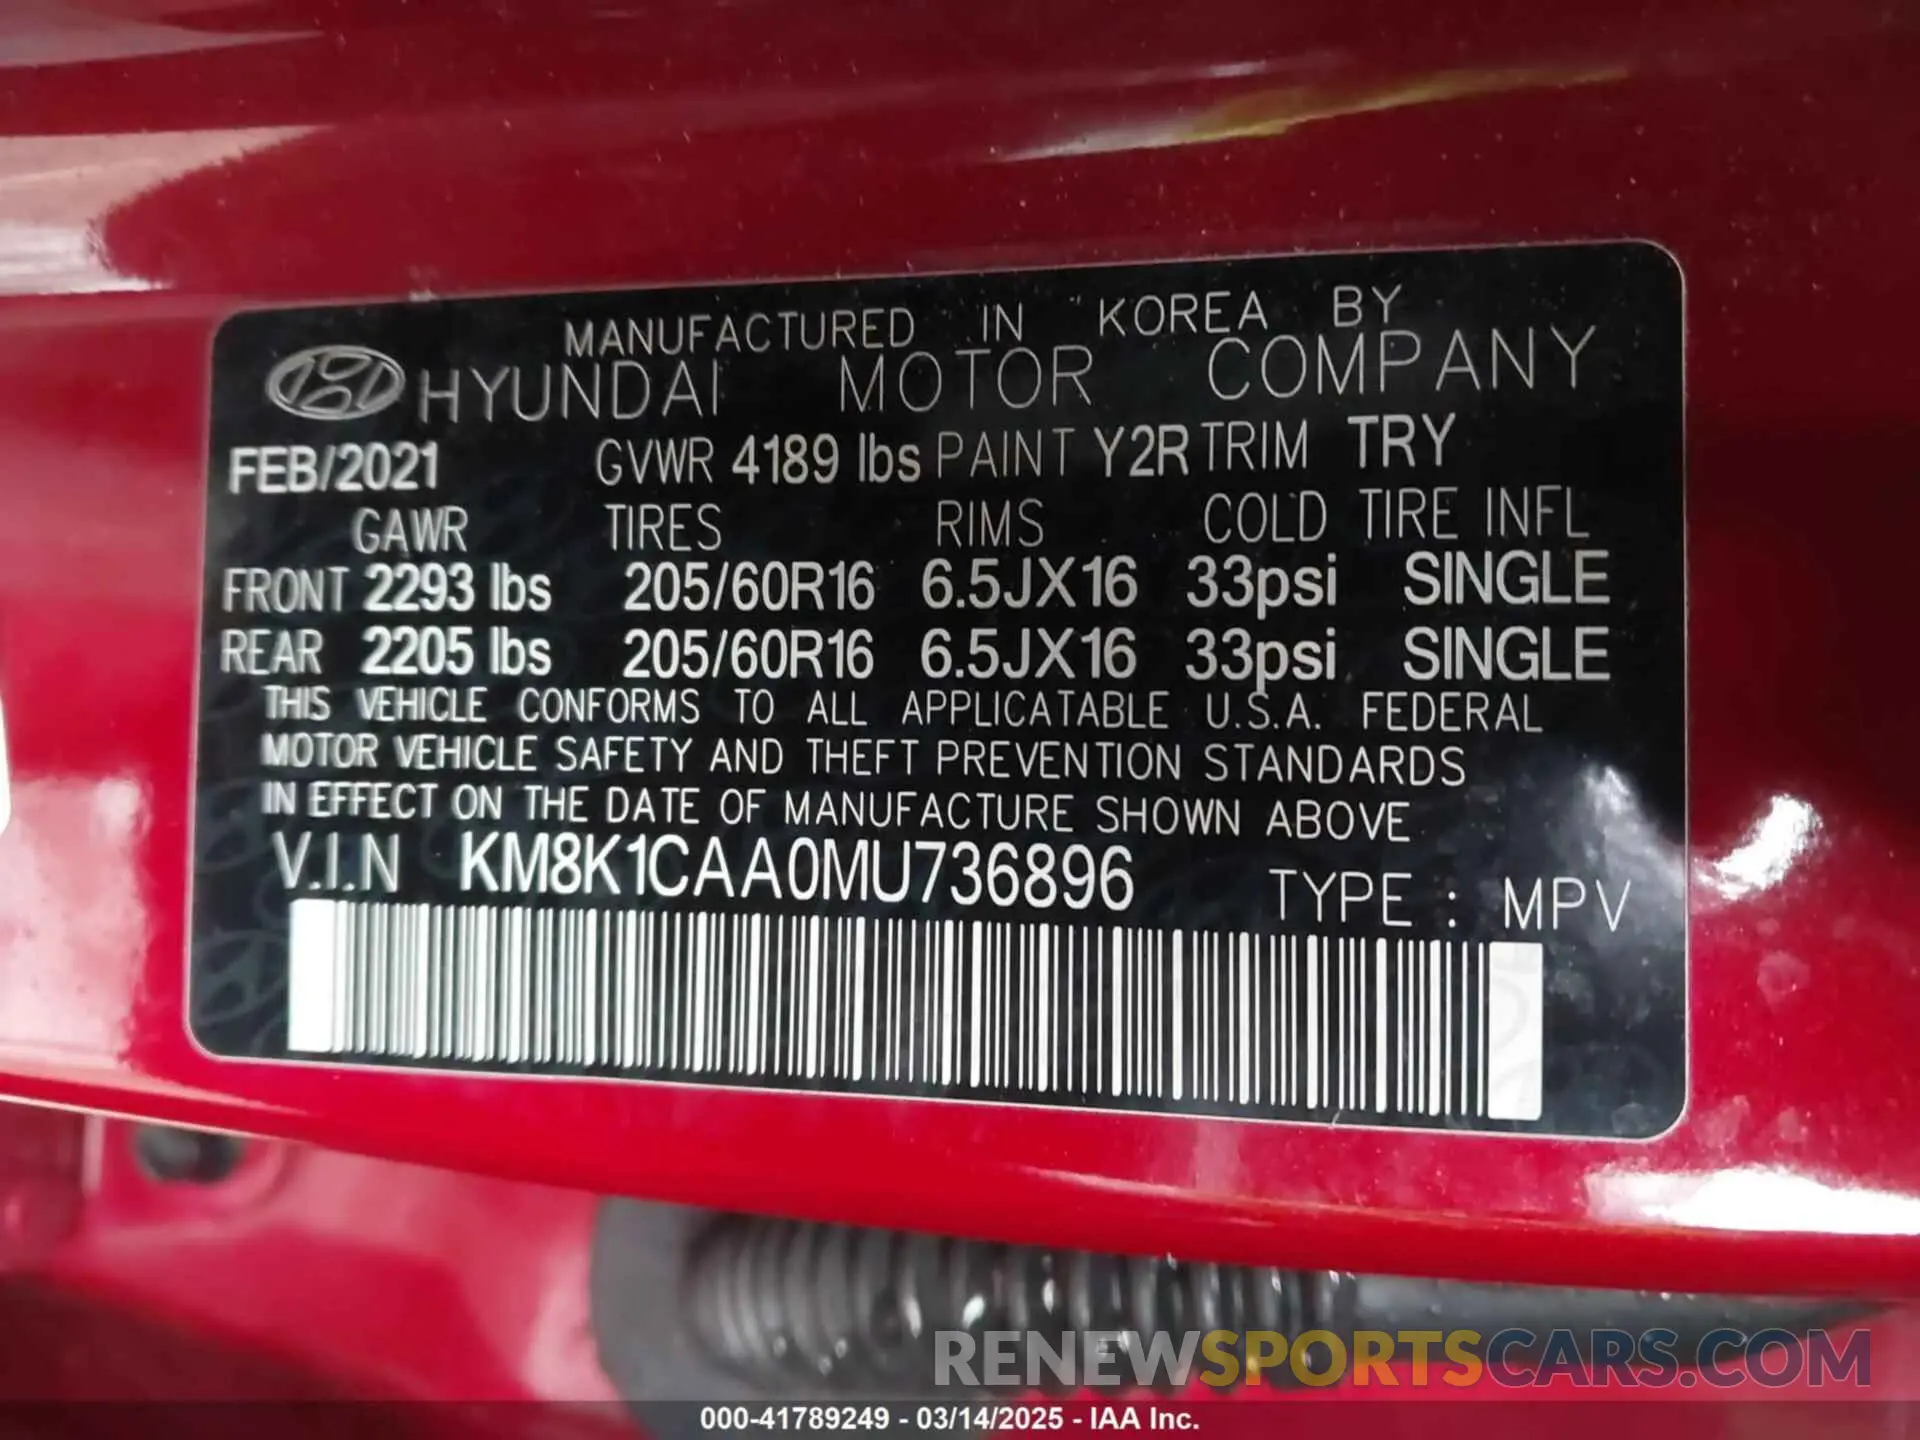 MANUFACTURED IN KOREA BY
HYUNDAI MOTOR COMPANY
FEB/2021 GVWR 4189 lbs PAINT Y2R TRIM TRY
GAWR TIRES RIMS COLD TIRE INFL
FRONT 2293 lbs 205/60R16 6.5JX16 33psi SINGLE
REAR 2205 lbs 205/60R16 6.5JX16 33psi SINGLE
THIS VEHICLE CONFORMS TO ALL APPLICATABLE U.S.A. FEDERAL
MOTOR VEHICLE SAFETY AND THEFT PREVENTION STANDARDS
IN EFFECT ON THE DATE OF MANUFACTURE SHOWN ABOVE
V.I.N KM8K1CAA0MU736896 TYPE : MPV
RENEWSPORTSCARS.COM
000-41789249 - 03/14/2025 - IAA Inc.